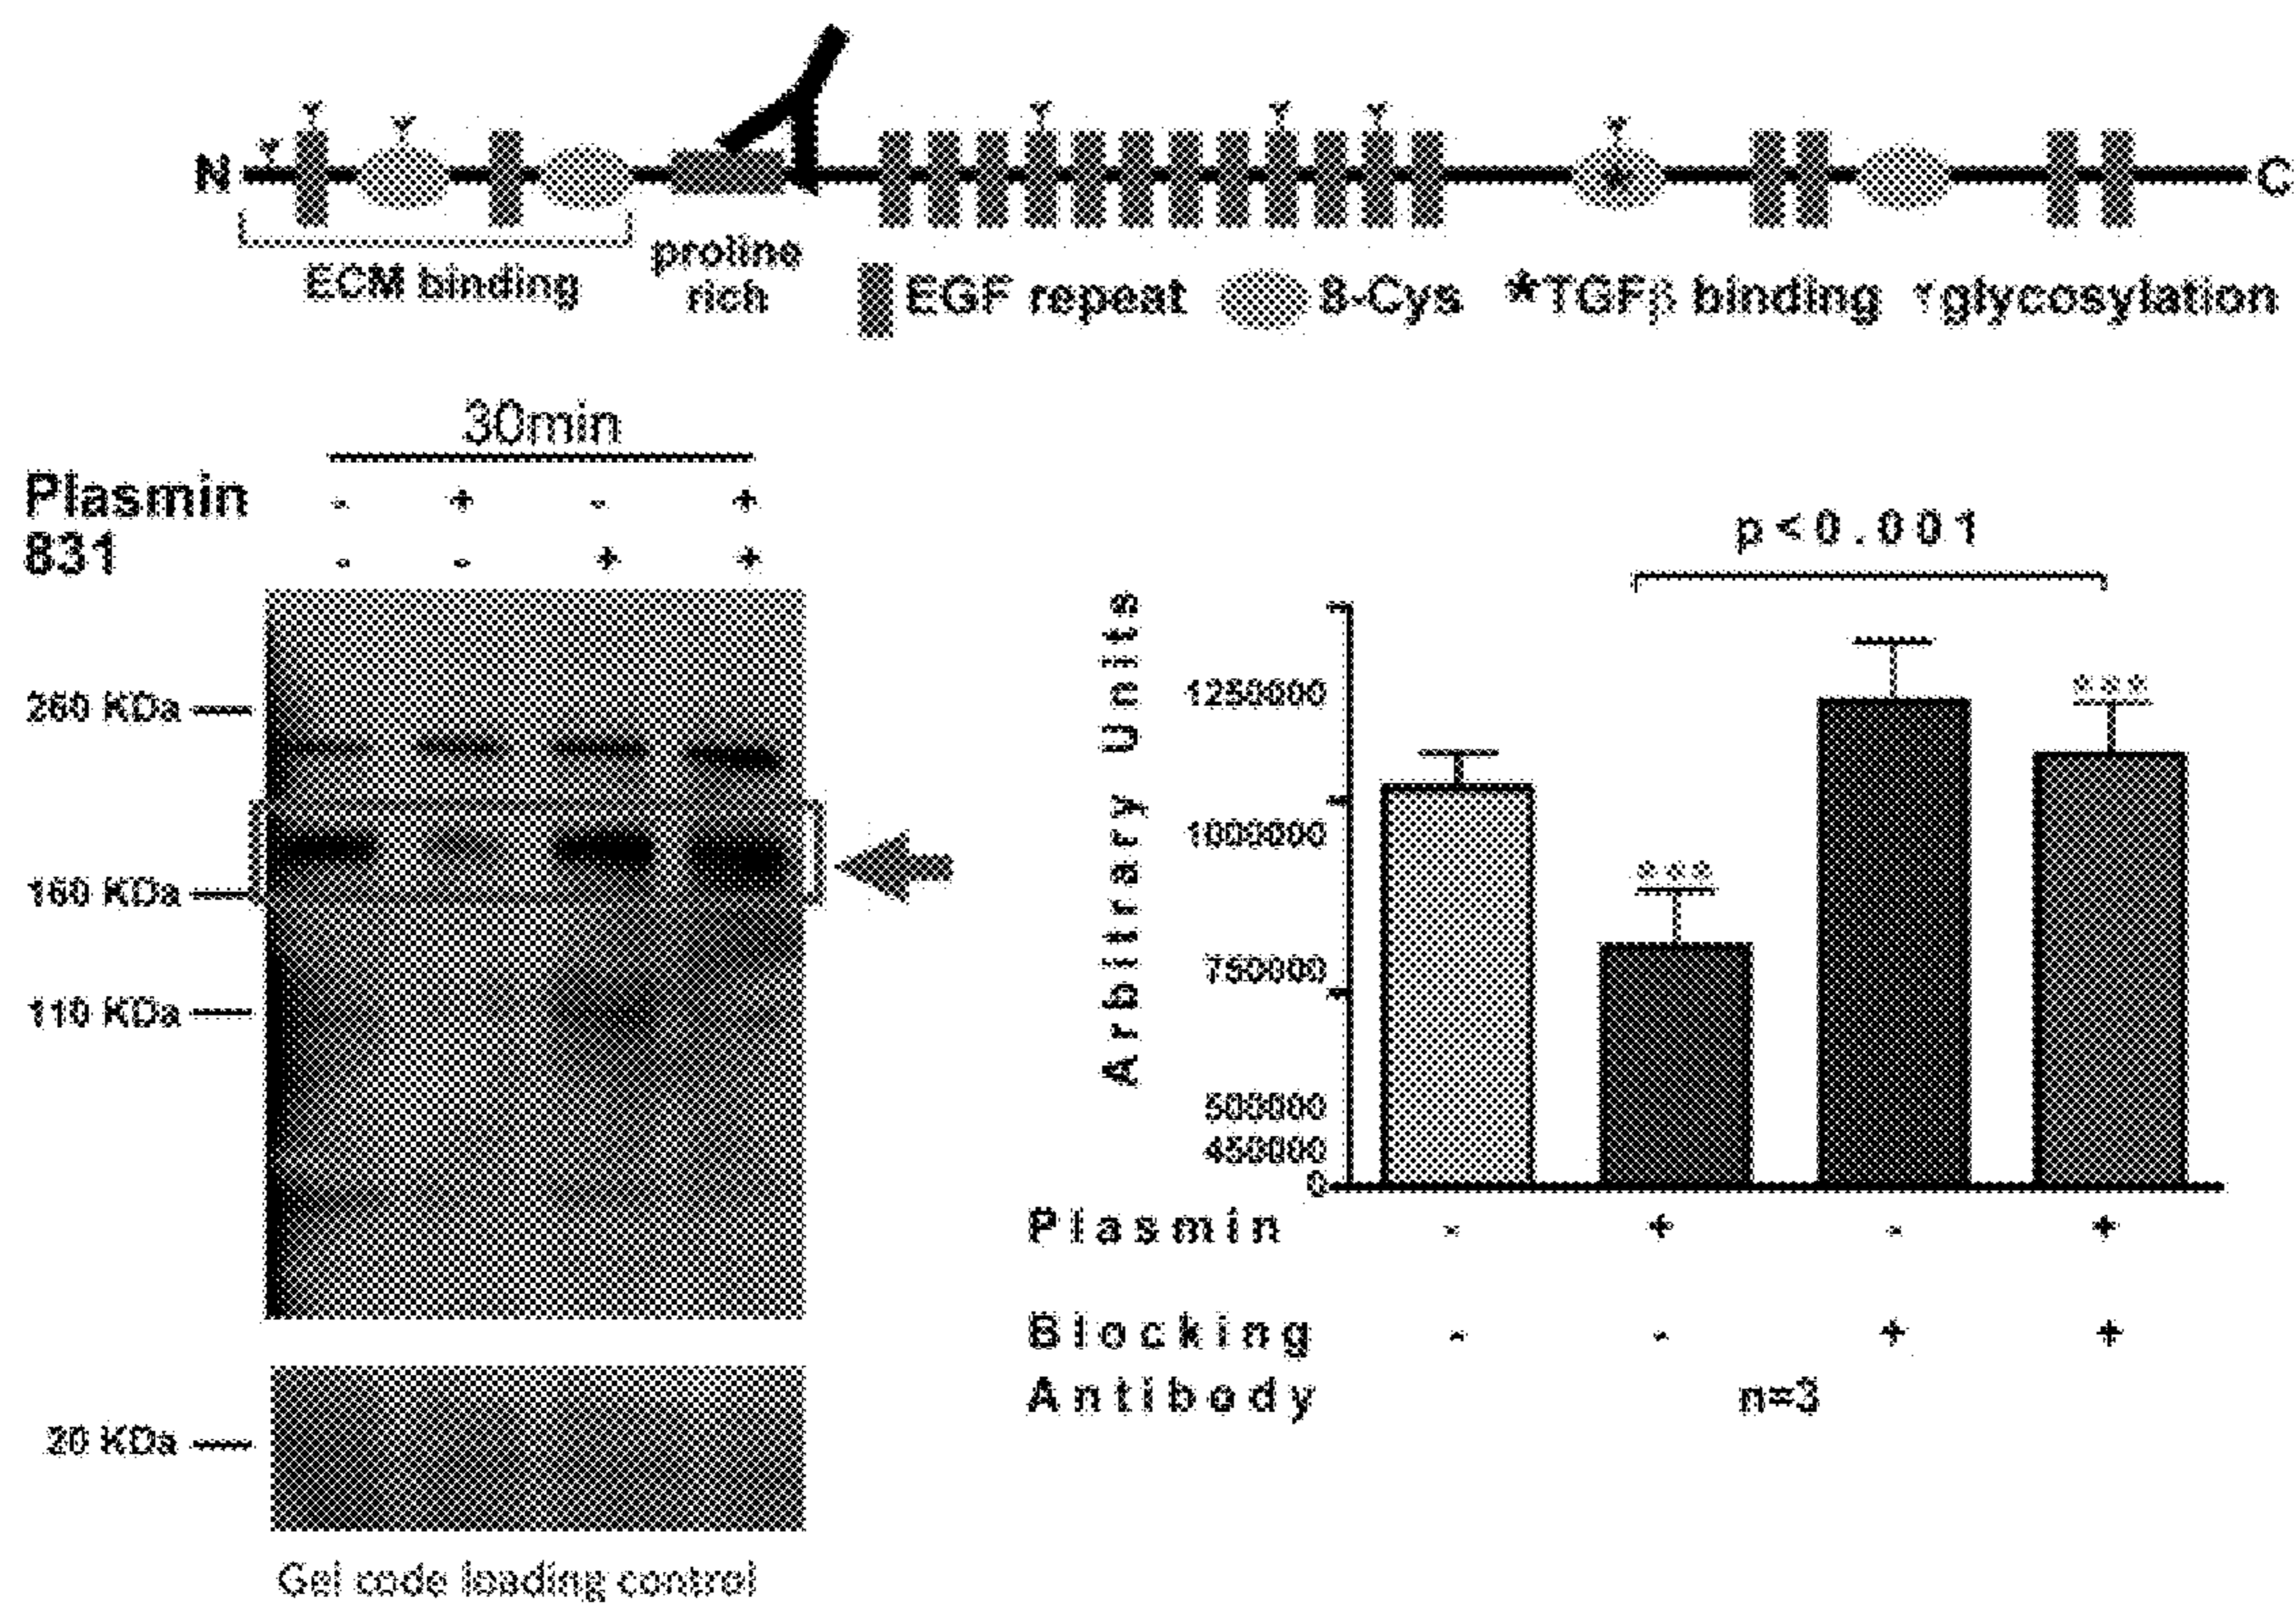 N C
ECM binding
proline
rich
EGF repeat 8-Cys *TGFβ binding glycosylation
30min
Plasmin - + - +
831 - - + +
260 KDa
160 KDa
110 KDa
20 KDa
Gel code loading control
p<0.001
Arbitrary Units
1250000
1000000
750000
500000
450000
0
***
***
Plasmin - + - +
Blocking - - + +
Antibody n=3